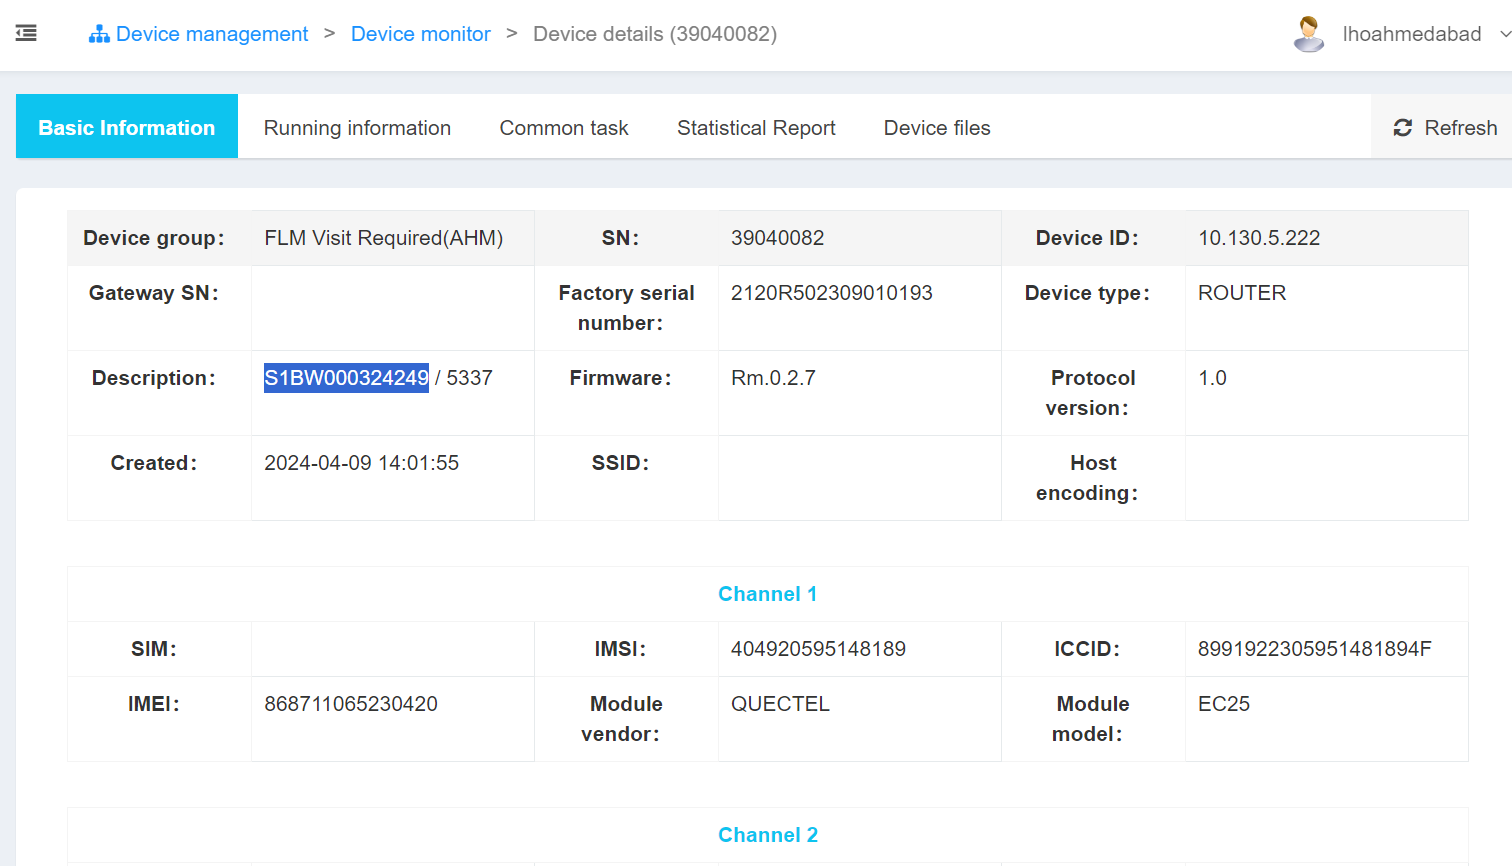 Device management > Device monitor > Device details (39040082)
lhoahmedabad
Basic Information Running information Common task Statistical Report Device files Refresh
Device group: FLM Visit Required(AHM) SN: 39040082 Device ID: 10.130.5.222
Gateway SN: Factory serial number: 2120R502309010193 Device type: ROUTER
Description: S1BW000324249 / 5337 Firmware: Rm.0.2.7 Protocol version: 1.0
Created: 2024-04-09 14:01:55 SSID: Host encoding:
Channel 1
SIM: IMSI: 404920595148189 ICCID: 8991922305951481894F
IMEI: 868711065230420 Module vendor: QUECTEL Module model: EC25
Channel 2